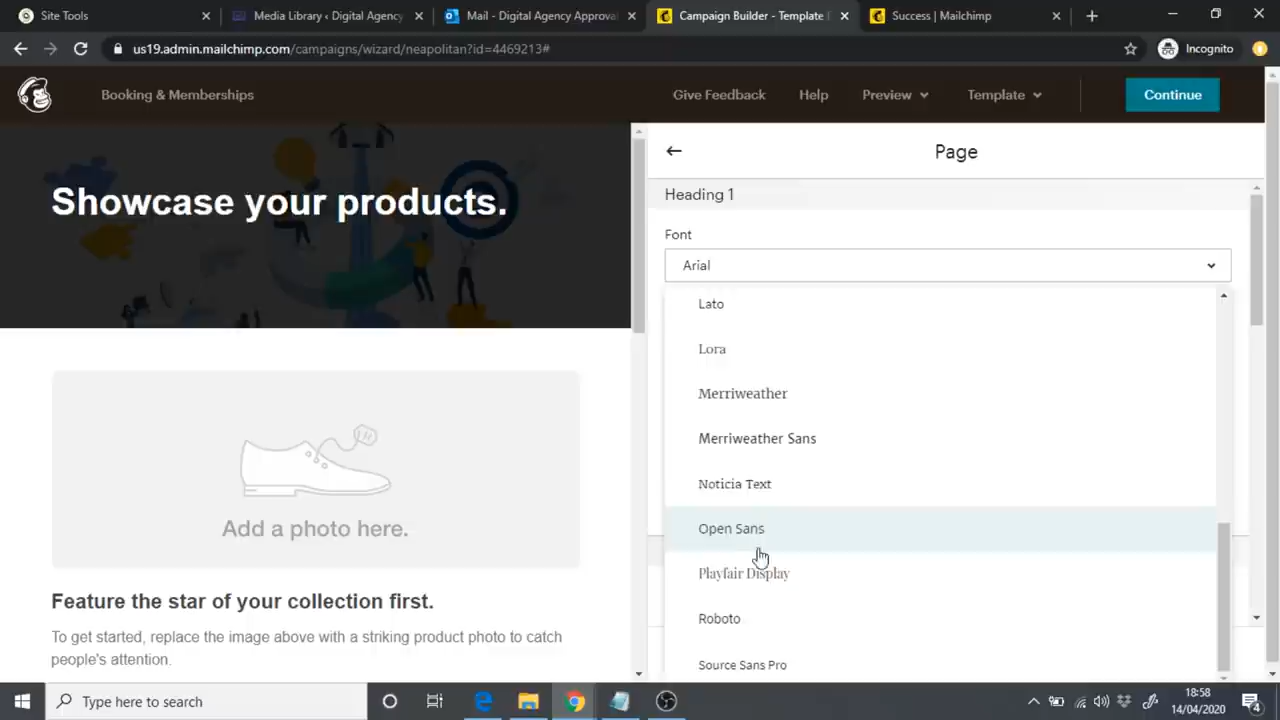 Site Tools
Media Library ‹ Digital Agency
Mail - Digital Agency Approval
Campaign Builder - Template
Success | Mailchimp
us19.admin.mailchimp.com/campaigns/wizard/neapolitan?id=4469213#
Incognito
Booking & Memberships
Give Feedback
Help
Preview
Template
Continue
Showcase your products.
Add a photo here.
Feature the star of your collection first.
To get started, replace the image above with a striking product photo to catch
people's attention.
Page
Heading 1
Font
Arial
Lato
Lora
Merriweather
Merriweather Sans
Noticia Text
Open Sans
Playfair Display
Roboto
Source Sans Pro
Type here to search
18:58
14/04/2020
4